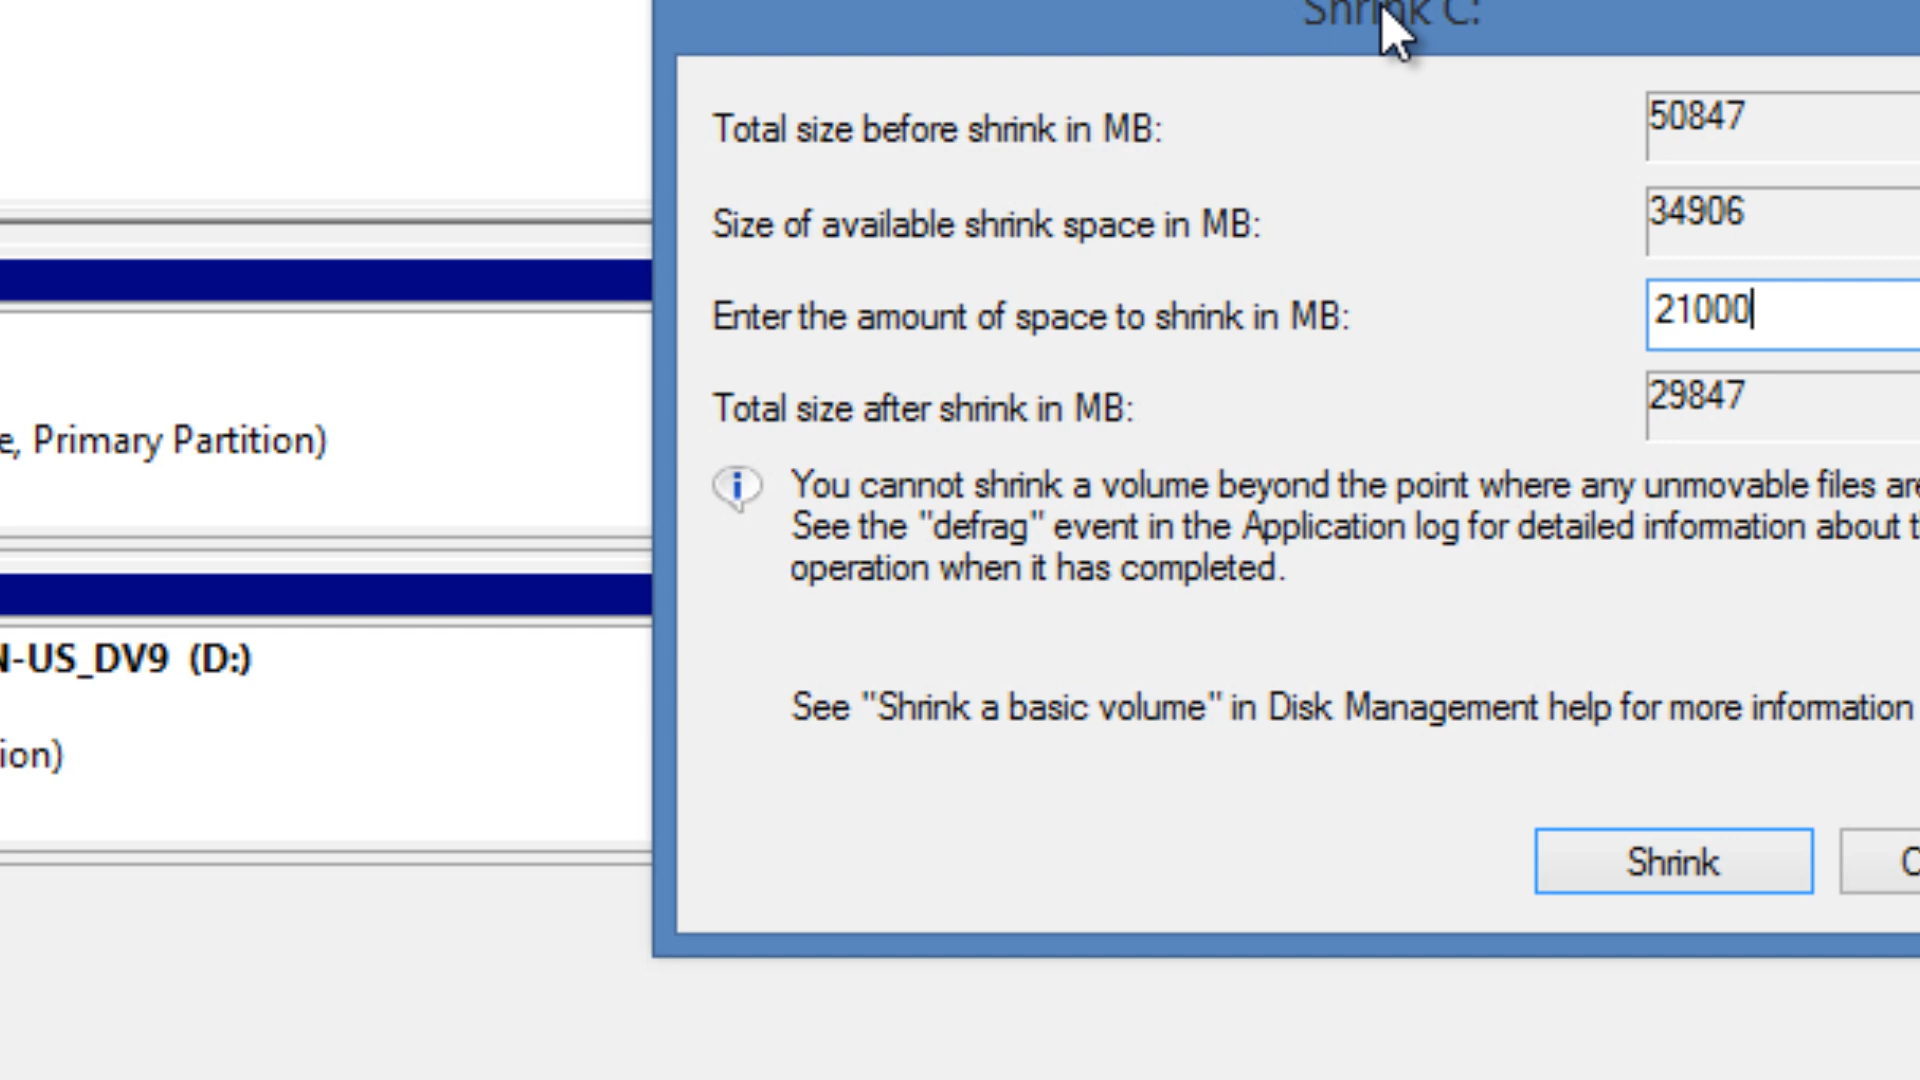 Shrink C:
Total size before shrink in MB:
50847
Size of available shrink space in MB:
34906
Enter the amount of space to shrink in MB:
21000
Total size after shrink in MB:
29847
e, Primary Partition)
You cannot shrink a volume beyond the point where any unmovable files are
See the "defrag" event in the Application log for detailed information about t
operation when it has completed.
N-US_DV9 (D:)
See "Shrink a basic volume" in Disk Management help for more information
ion)
Shrink
C